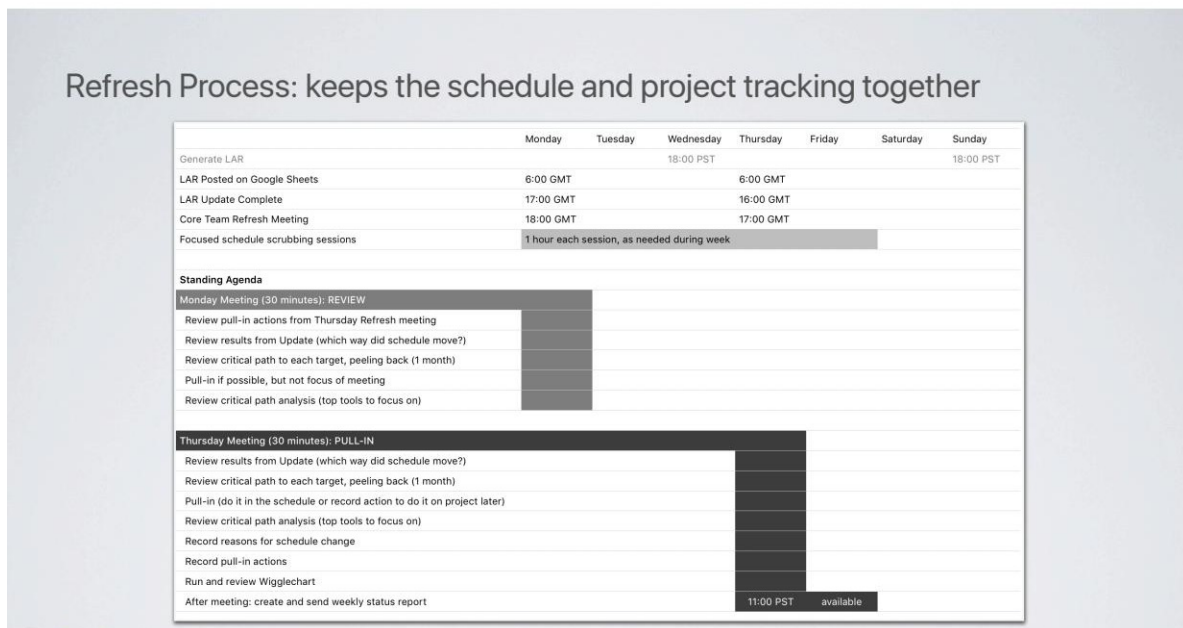 Refresh Process: keeps the schedule and project tracking together
Monday Tuesday Wednesday Thursday Friday Saturday Sunday
Generate LAR 18:00 PST 18:00 PST
LAR Posted on Google Sheets 6:00 GMT 6:00 GMT
LAR Update Complete 17:00 GMT 16:00 GMT
Core Team Refresh Meeting 18:00 GMT 17:00 GMT
Focused schedule scrubbing sessions 1 hour each session, as needed during week
Standing Agenda
Monday Meeting (30 minutes): REVIEW
Review pull-in actions from Thursday Refresh meeting
Review results from Update (which way did schedule move?)
Review critical path to each target, peeling back (1 month)
Pull-in if possible, but not focus of meeting
Review critical path analysis (top tools to focus on)
Thursday Meeting (30 minutes): PULL-IN
Review results from Update (which way did schedule move?)
Review critical path to each target, peeling back (1 month)
Pull-in (do it in the schedule or record action to do it on project later)
Review critical path analysis (top tools to focus on)
Record reasons for schedule change
Record pull-in actions
Run and review Wigglechart
After meeting: create and send weekly status report 11:00 PST available